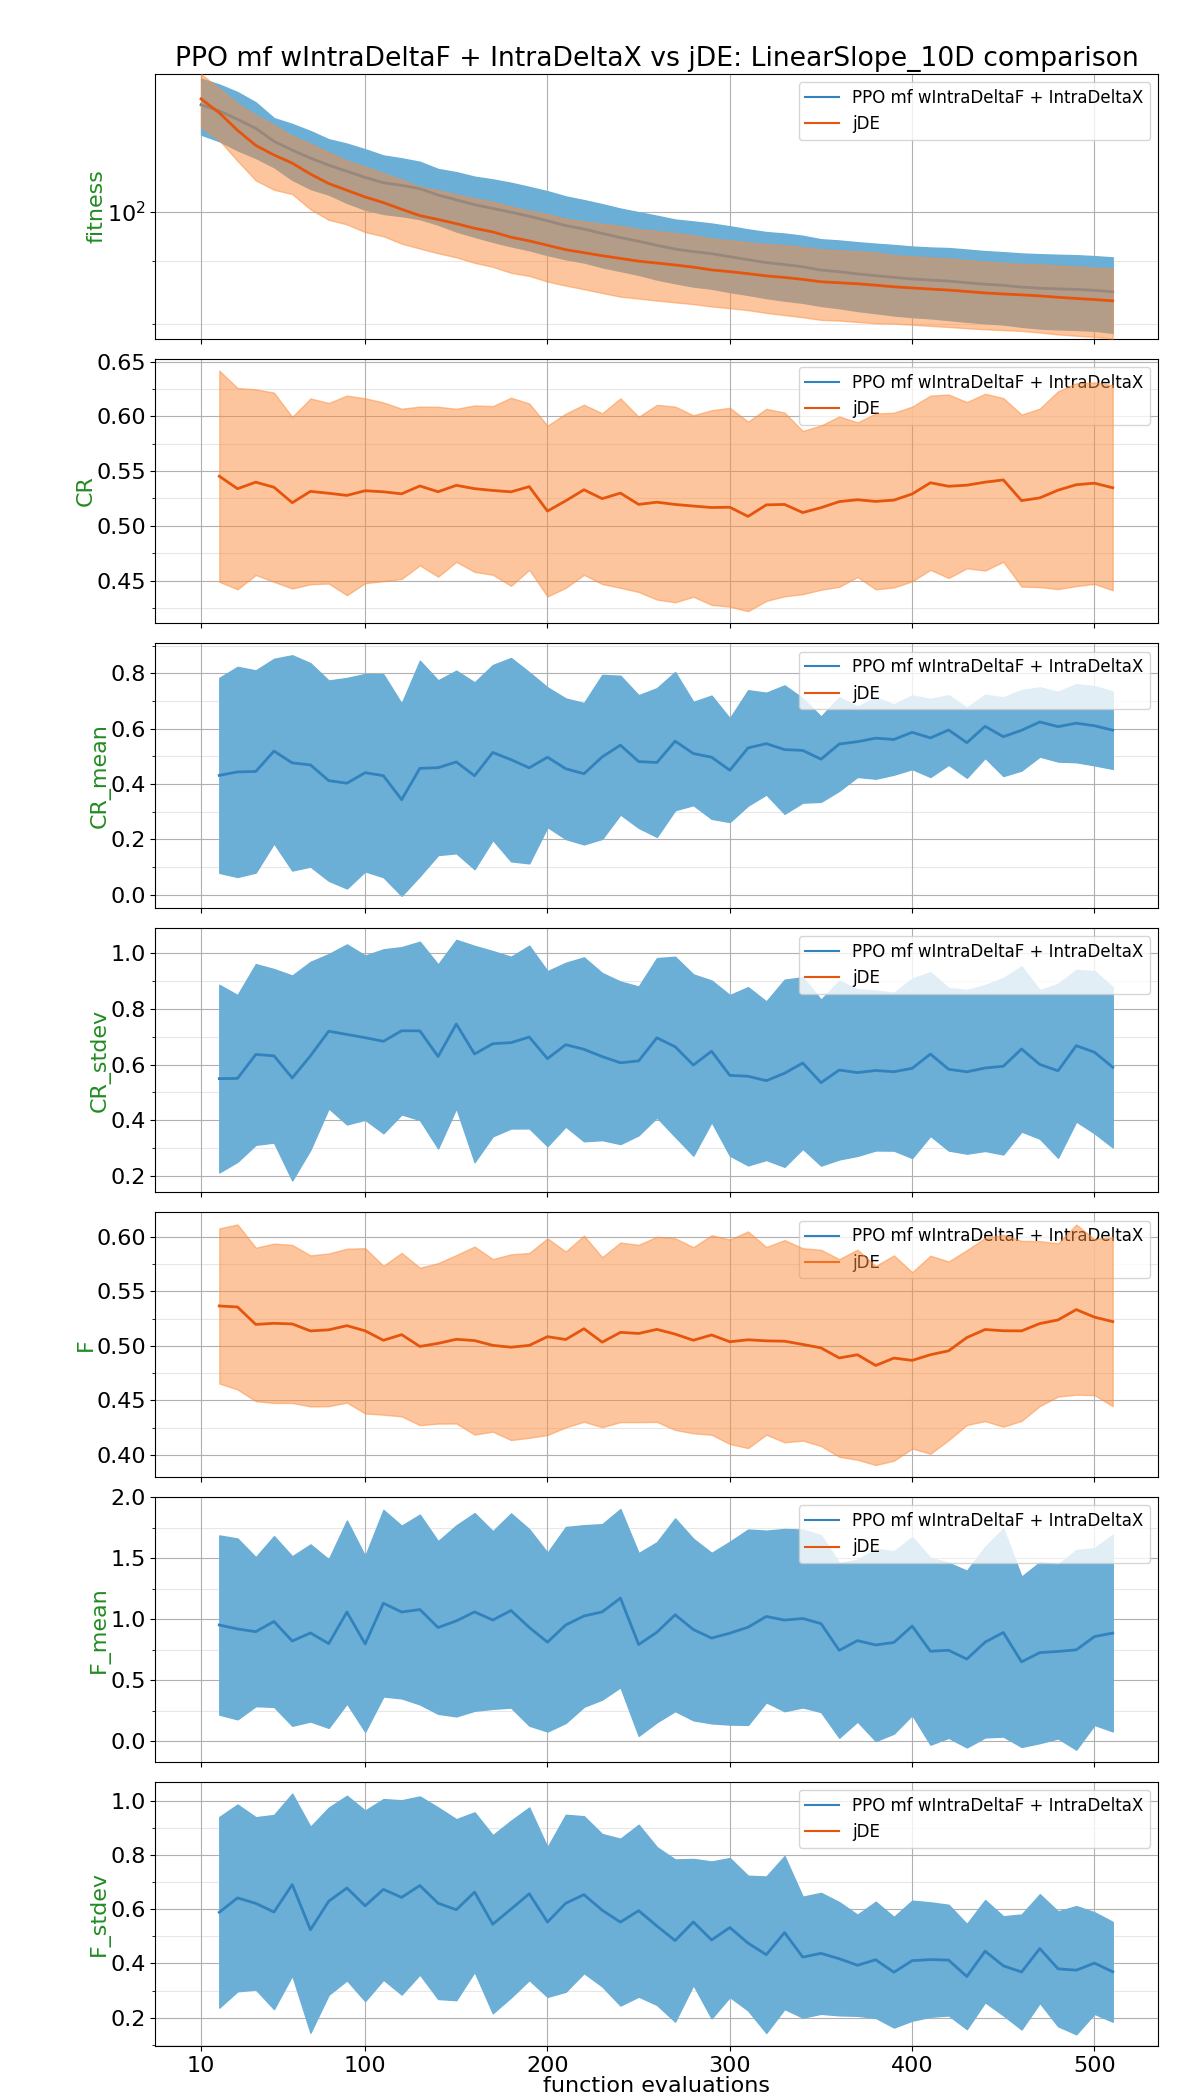 PPO mf wIntraDeltaF + IntraDeltaX vs jDE: LinearSlope_10D comparison
PPO mf wIntraDeltaF + IntraDeltaX
jDE
fitness
10²
PPO mf wIntraDeltaF + IntraDeltaX
jDE
CR
0.65
0.60
0.55
0.50
0.45
PPO mf wIntraDeltaF + IntraDeltaX
jDE
CR_mean
0.8
0.6
0.4
0.2
0.0
PPO mf wIntraDeltaF + IntraDeltaX
jDE
CR_stdev
1.0
0.8
0.6
0.4
0.2
PPO mf wIntraDeltaF + IntraDeltaX
jDE
F
0.60
0.55
0.50
0.45
0.40
PPO mf wIntraDeltaF + IntraDeltaX
jDE
F_mean
2.0
1.5
1.0
0.5
0.0
PPO mf wIntraDeltaF + IntraDeltaX
jDE
F_stdev
1.0
0.8
0.6
0.4
0.2
10 100 200 300 400 500
function evaluations